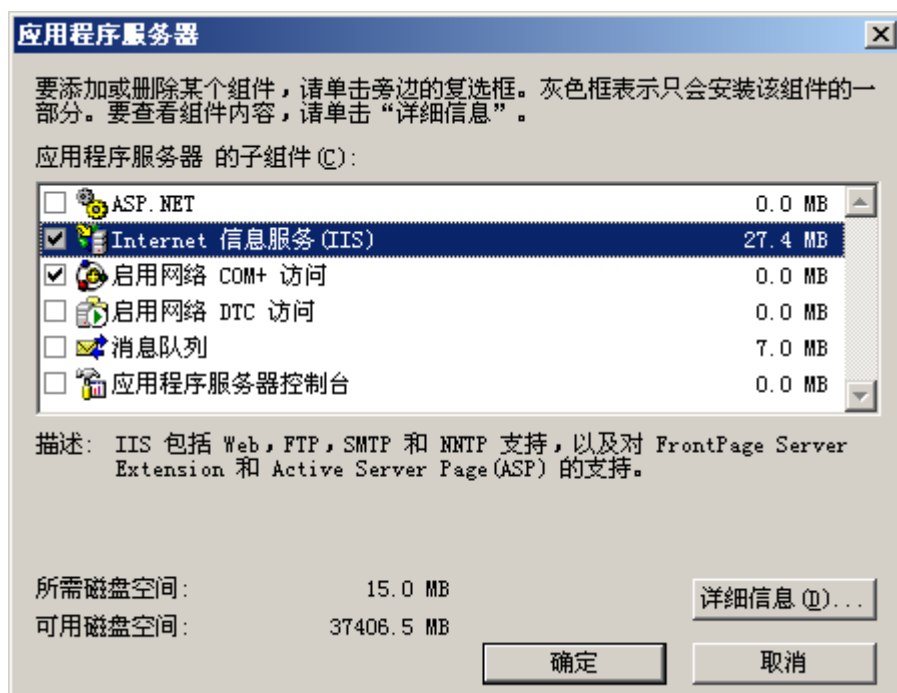 应用程序服务器
要添加或删除某个组件，请单击旁边的复选框。灰色框表示只会安装该组件的一
部分。要查看组件内容，请单击“详细信息”。
应用程序服务器 的子组件(C):
ASP.NET 0.0 MB
Internet 信息服务(IIS) 27.4 MB
启用网络 COM+ 访问 0.0 MB
启用网络 DTC 访问 0.0 MB
消息队列 7.0 MB
应用程序服务器控制台 0.0 MB
描述: IIS 包括 Web，FTP，SMTP 和 NNTP 支持，以及对 FrontPage Server
Extension 和 Active Server Page(ASP) 的支持。
所需磁盘空间: 15.0 MB
详细信息(D)...
可用磁盘空间: 37406.5 MB
确定 取消